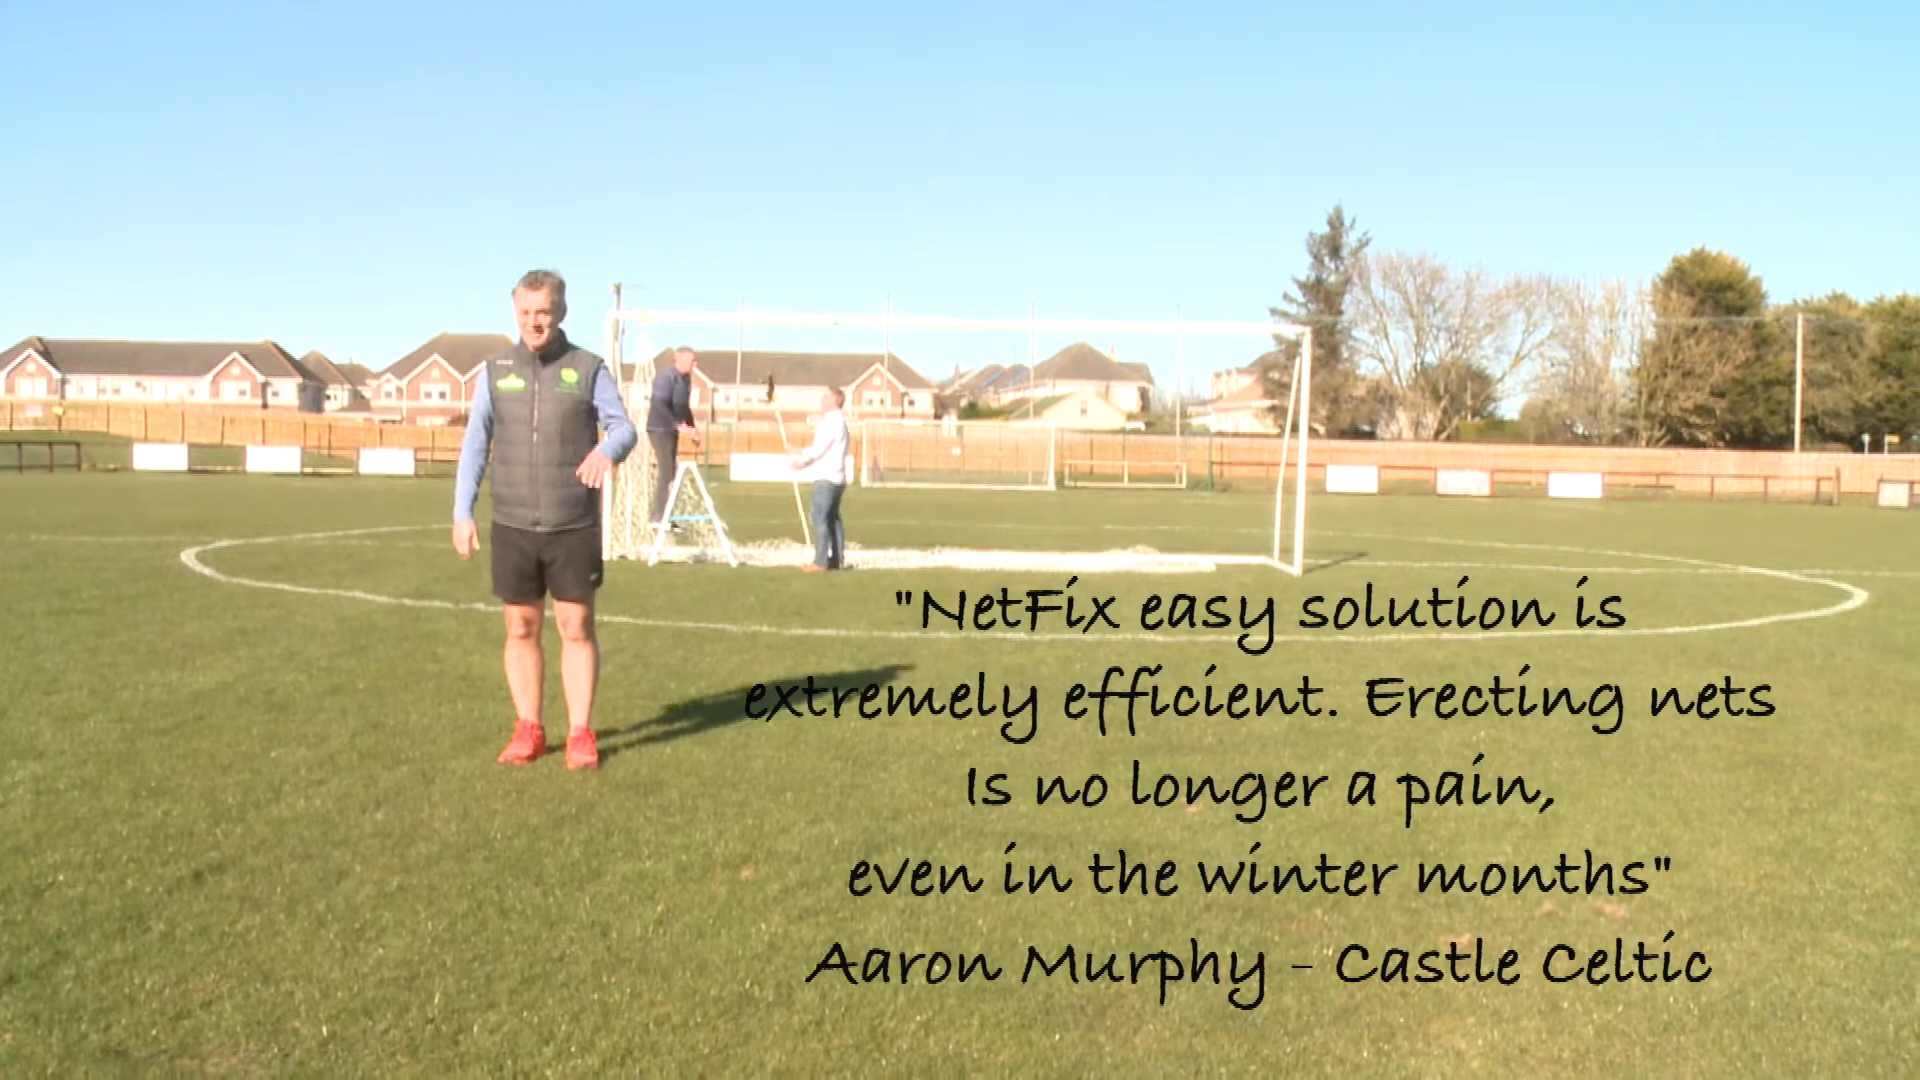 "NetFix easy solution is
extremely efficient. Erecting nets
Is no longer a pain,
even in the winter months"
Aaron Murphy - Castle Celtic